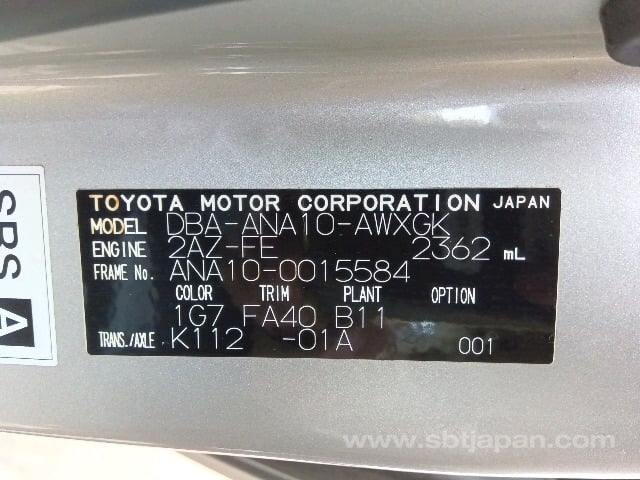 SRS A
TOYOTA MOTOR CORPORATION JAPAN
MODEL DBA-ANA10-AWXGK
ENGINE 2AZ-FE 2362 mL
FRAME No. ANA10-0015584
COLOR TRIM PLANT OPTION
1G7 FA40 B11
TRANS./AXLE K112 -01A 001
www.sbtjapan.com